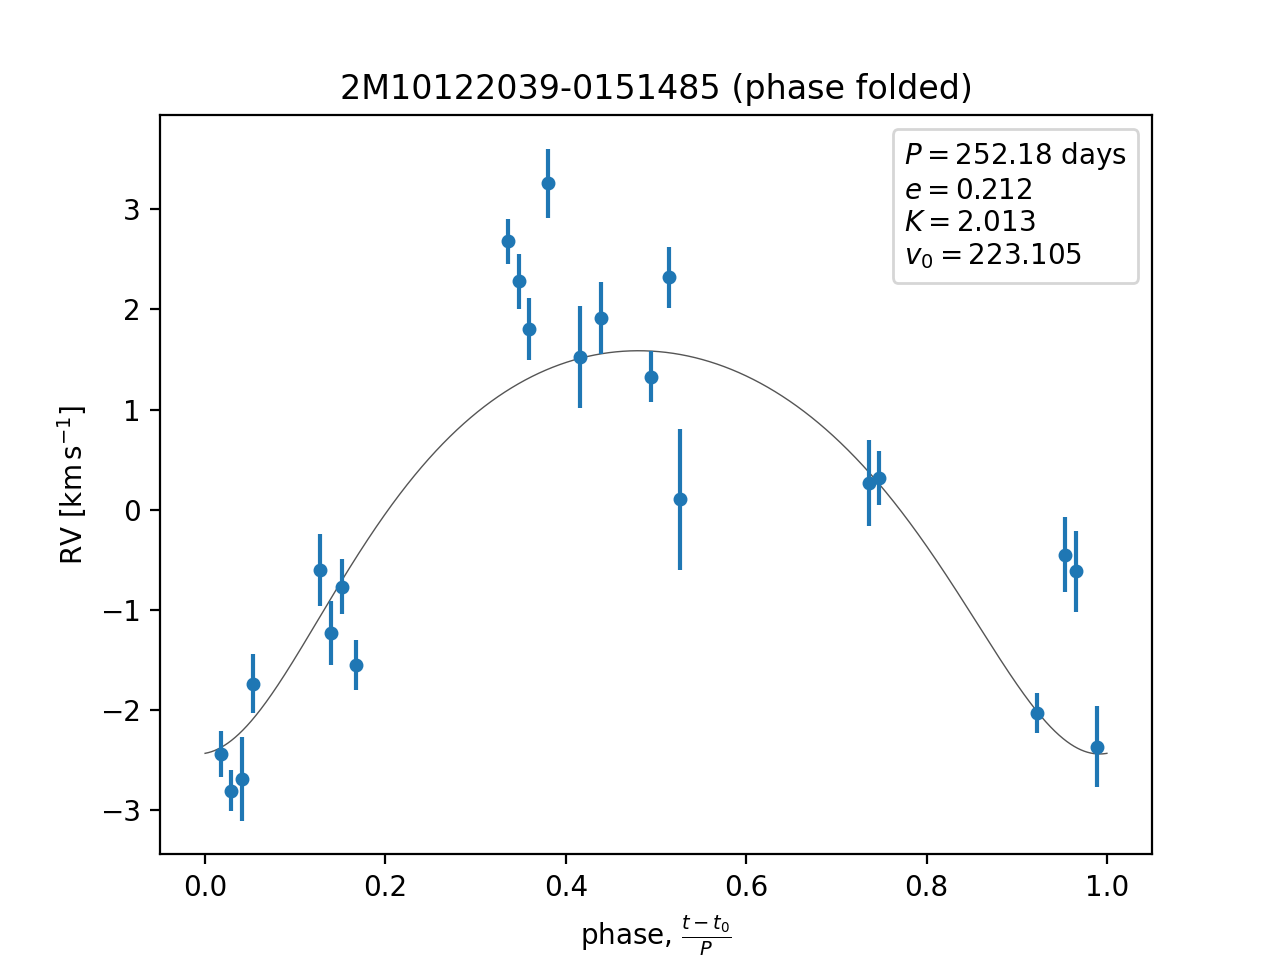 2M10122039-0151485 (phase folded)
P = 252.18 days
e = 0.212
K = 2.013
v₀ = 223.105
RV [km s⁻¹]
3
2
1
0
−1
−2
−3
0.0 0.2 0.4 0.6 0.8 1.0
phase, (t − t₀)/P